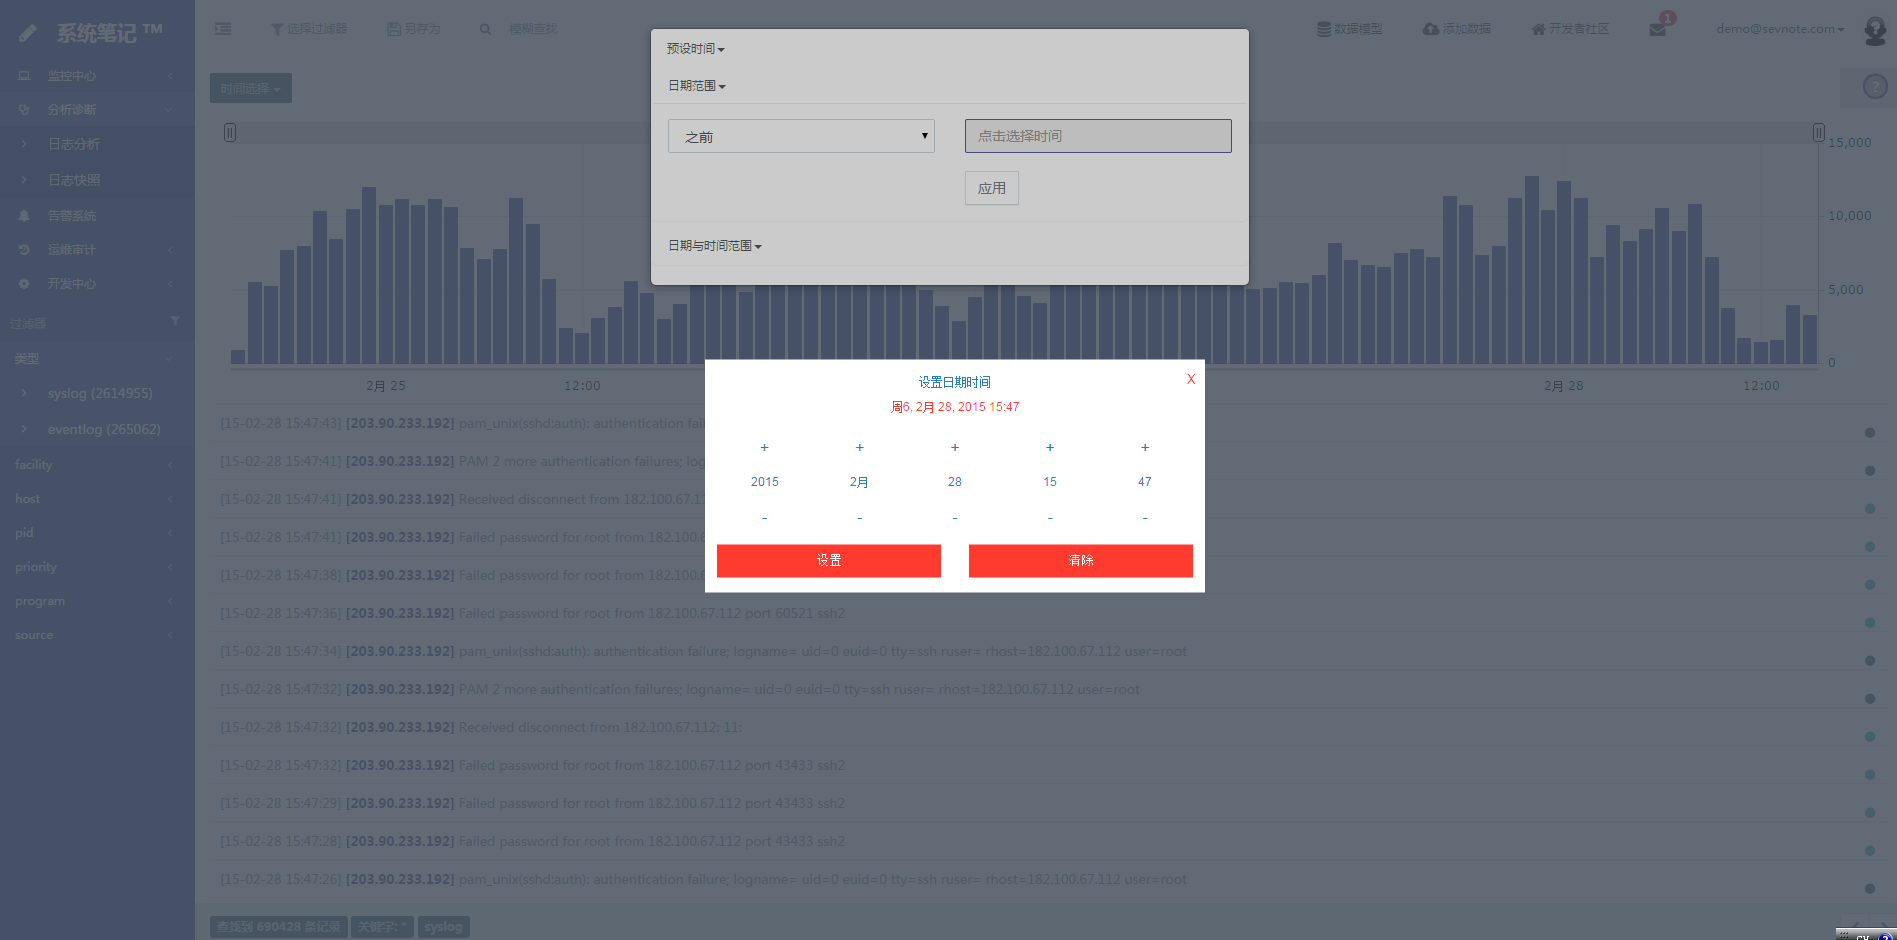 系统笔记 ™
选择过滤器
另存为
模糊查找
数据模型
添加数据
开发者社区
1
demo@sevnote.com
监控中心
分析诊断
日志分析
日志快照
告警系统
运维审计
开发中心
过滤器
类型
syslog (2614955)
eventlog (265062)
facility
host
pid
priority
program
source
时间选择
?
预设时间
日期范围
之前
点击选择时间
应用
日期与时间范围
15,000
10,000
5,000
0
2月 25
12:00
2月 28
12:00
设置日期时间
X
周6, 2月 28, 2015 15:47
+ + + + +
2015 2月 28 15 47
- - - - -
设置
清除
[15-02-28 15:47:43] [203.90.233.192] pam_unix(sshd:auth): authentication fail
[15-02-28 15:47:41] [203.90.233.192] PAM 2 more authentication failures; log
[15-02-28 15:47:41] [203.90.233.192] Received disconnect from 182.100.67.11
[15-02-28 15:47:41] [203.90.233.192] Failed password for root from 182.100.6
[15-02-28 15:47:38] [203.90.233.192] Failed password for root from 182.100.6
[15-02-28 15:47:36] [203.90.233.192] Failed password for root from 182.100.67.112 port 60521 ssh2
[15-02-28 15:47:34] [203.90.233.192] pam_unix(sshd:auth): authentication failure; logname= uid=0 euid=0 tty=ssh ruser= rhost=182.100.67.112 user=root
[15-02-28 15:47:32] [203.90.233.192] PAM 2 more authentication failures; logname= uid=0 euid=0 tty=ssh ruser= rhost=182.100.67.112 user=root
[15-02-28 15:47:32] [203.90.233.192] Received disconnect from 182.100.67.112: 11:
[15-02-28 15:47:32] [203.90.233.192] Failed password for root from 182.100.67.112 port 43433 ssh2
[15-02-28 15:47:29] [203.90.233.192] Failed password for root from 182.100.67.112 port 43433 ssh2
[15-02-28 15:47:28] [203.90.233.192] Failed password for root from 182.100.67.112 port 43433 ssh2
[15-02-28 15:47:26] [203.90.233.192] pam_unix(sshd:auth): authentication failure; logname= uid=0 euid=0 tty=ssh ruser= rhost=182.100.67.112 user=root
查找到 690428 条记录
关键字: *
syslog